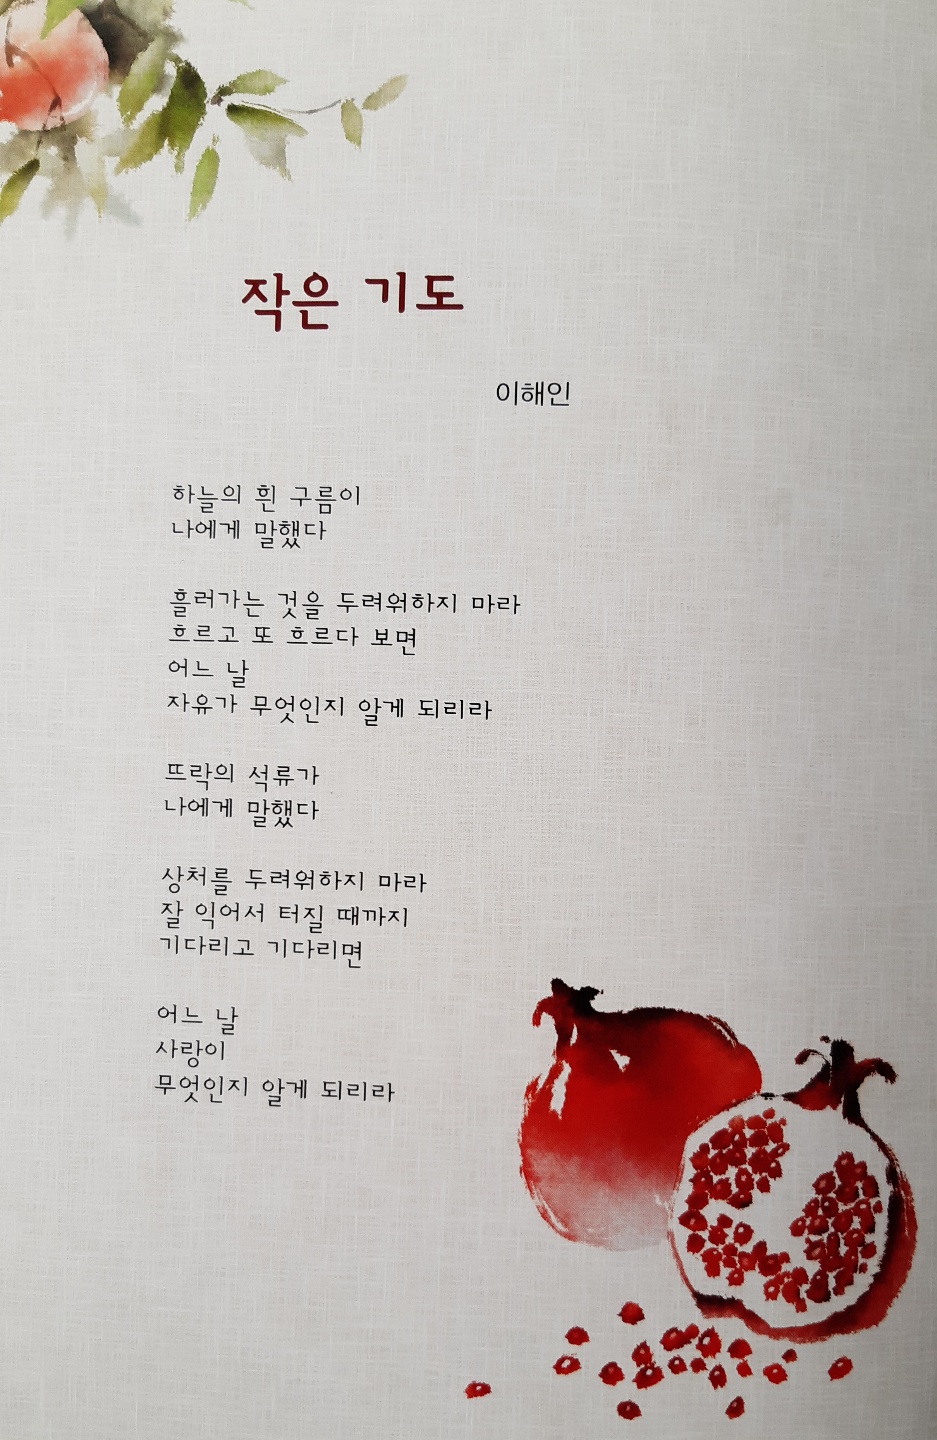 작은 기도
이해인
하늘의 흰 구름이
나에게 말했다
흘러가는 것을 두려워하지 마라
흐르고 또 흐르다 보면
어느 날
자유가 무엇인지 알게 되리라
뜨락의 석류가
나에게 말했다
상처를 두려워하지 마라
잘 익어서 터질 때까지
기다리고 기다리면
어느 날
사랑이
무엇인지 알게 되리라